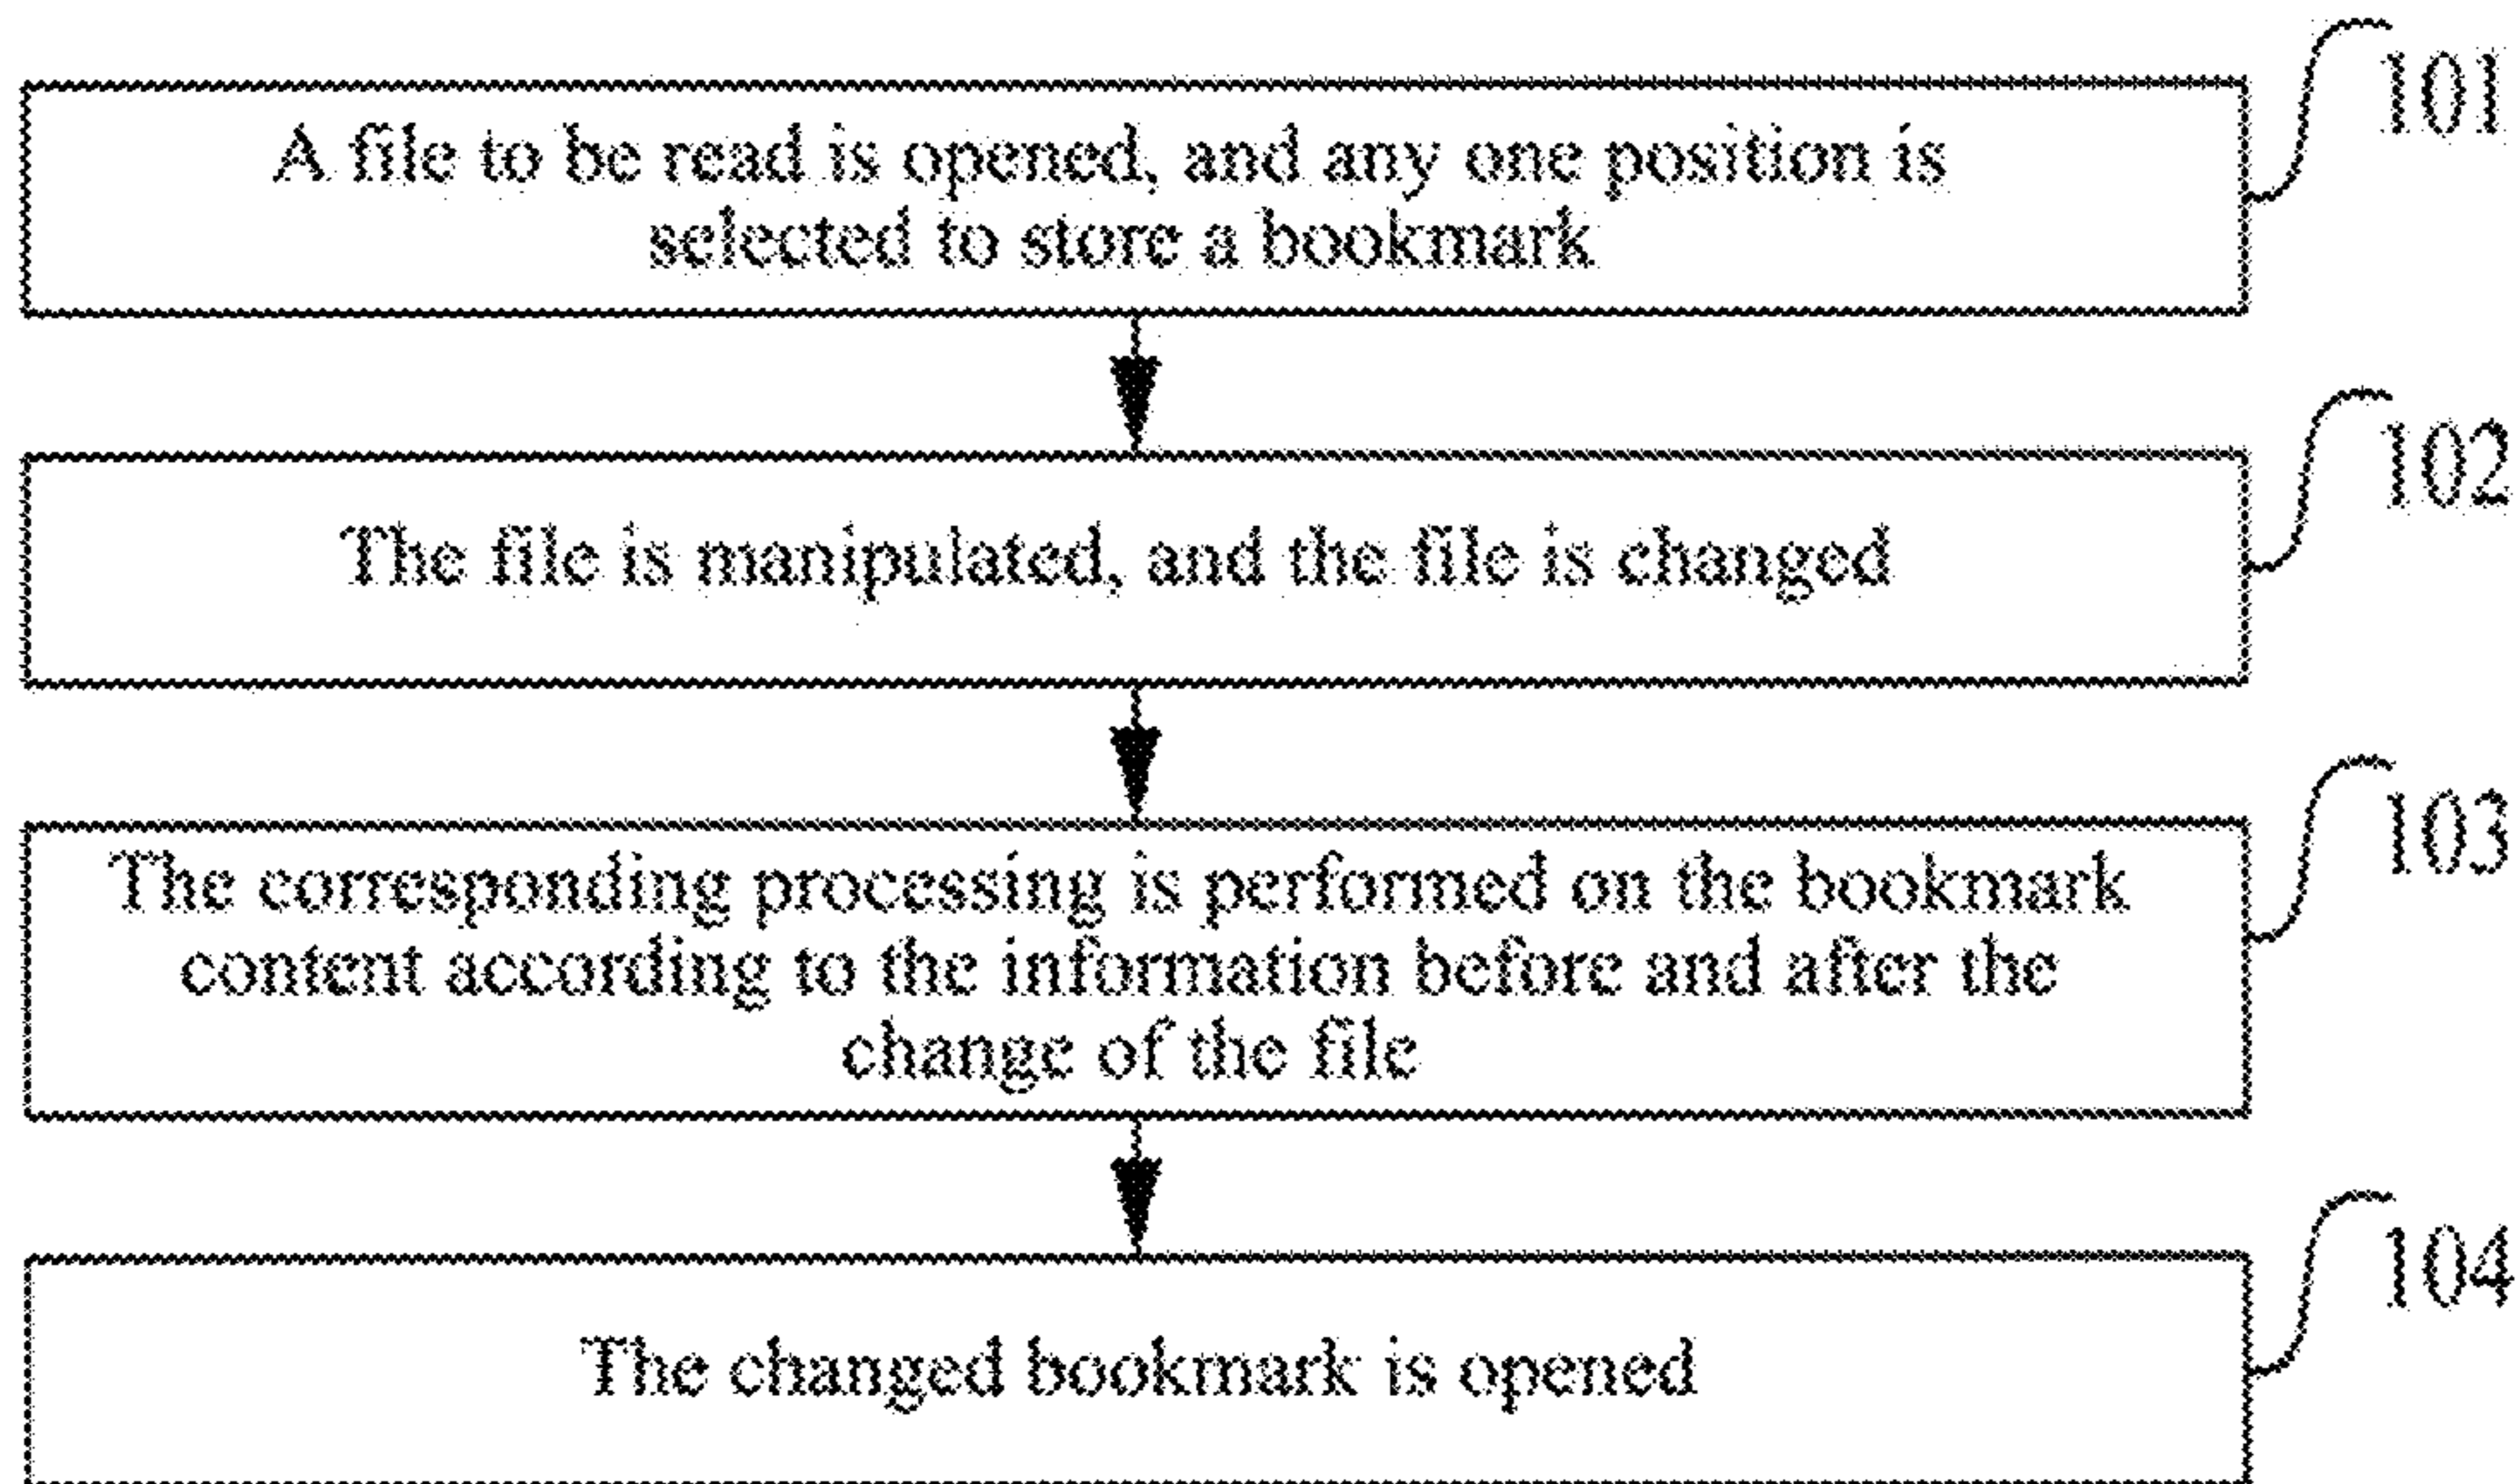 101
A file to be read is opened, and any one position is
selected to store a bookmark
102
The file is manipulated, and the file is changed
103
The corresponding processing is performed on the bookmark
content according to the information before and after the
change of the file
104
The changed bookmark is opened